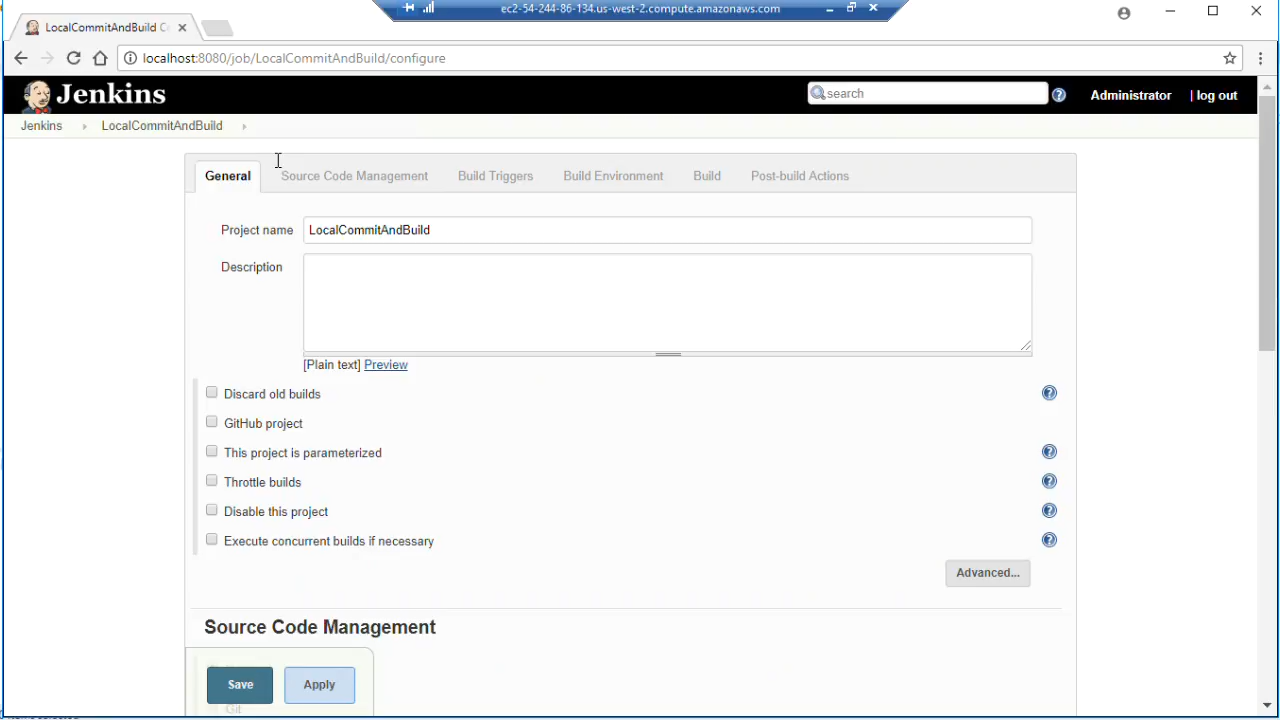 ec2-54-244-86-134.us-west-2.compute.amazonaws.com
LocalCommitAndBuild C
localhost:8080/job/LocalCommitAndBuild/configure
Jenkins
search
Administrator | log out
Jenkins LocalCommitAndBuild
General Source Code Management Build Triggers Build Environment Build Post-build Actions
Project name LocalCommitAndBuild
Description
[Plain text] Preview
Discard old builds
GitHub project
This project is parameterized
Throttle builds
Disable this project
Execute concurrent builds if necessary
Advanced...
Source Code Management
Save Apply
Git